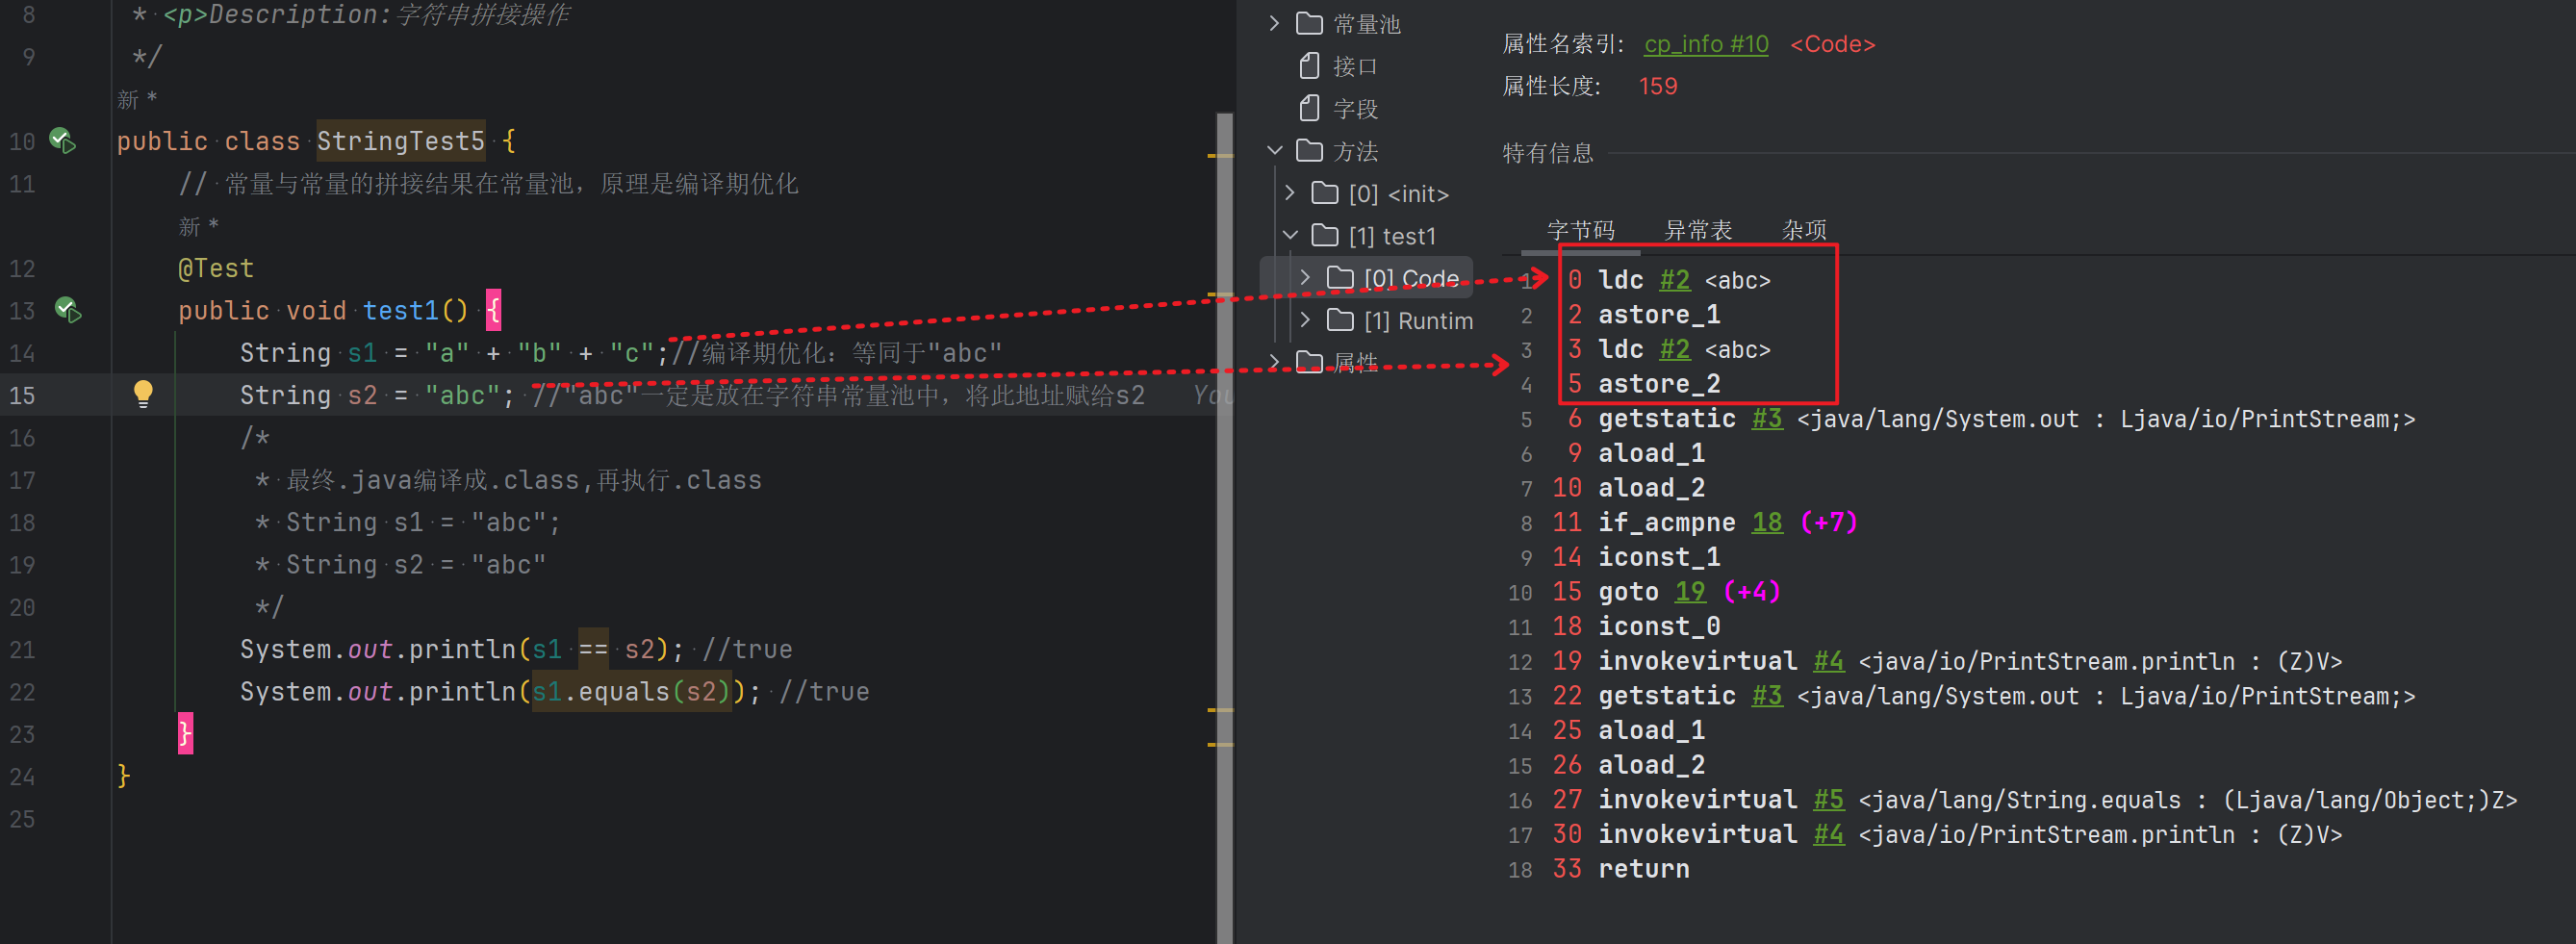 8 * <p>Description:字符串拼接操作
9 */
新 *
10 public class StringTest5 {
11 // 常量与常量的拼接结果在常量池，原理是编译期优化
新 *
12 @Test
13 public void test1() {
14 String s1 = "a" + "b" + "c";//编译期优化：等同于"abc"
15 String s2 = "abc"; //"abc"一定是放在字符串常量池中，将此地址赋给s2 You
16 /*
17 * 最终.java编译成.class,再执行.class
18 * String s1 = "abc";
19 * String s2 = "abc"
20 */
21 System.out.println(s1 == s2); //true
22 System.out.println(s1.equals(s2)); //true
23 }
24 }
25
常量池
接口
字段
方法
[0] <init>
[1] test1
[0] Code
[1] Runtim
属性
属性名索引: cp_info #10 <Code>
属性长度: 159
特有信息
字节码 异常表 杂项
1 0 ldc #2 <abc>
2 2 astore_1
3 3 ldc #2 <abc>
4 5 astore_2
5 6 getstatic #3 <java/lang/System.out : Ljava/io/PrintStream;>
6 9 aload_1
7 10 aload_2
8 11 if_acmpne 18 (+7)
9 14 iconst_1
10 15 goto 19 (+4)
11 18 iconst_0
12 19 invokevirtual #4 <java/io/PrintStream.println : (Z)V>
13 22 getstatic #3 <java/lang/System.out : Ljava/io/PrintStream;>
14 25 aload_1
15 26 aload_2
16 27 invokevirtual #5 <java/lang/String.equals : (Ljava/lang/Object;)Z>
17 30 invokevirtual #4 <java/io/PrintStream.println : (Z)V>
18 33 return